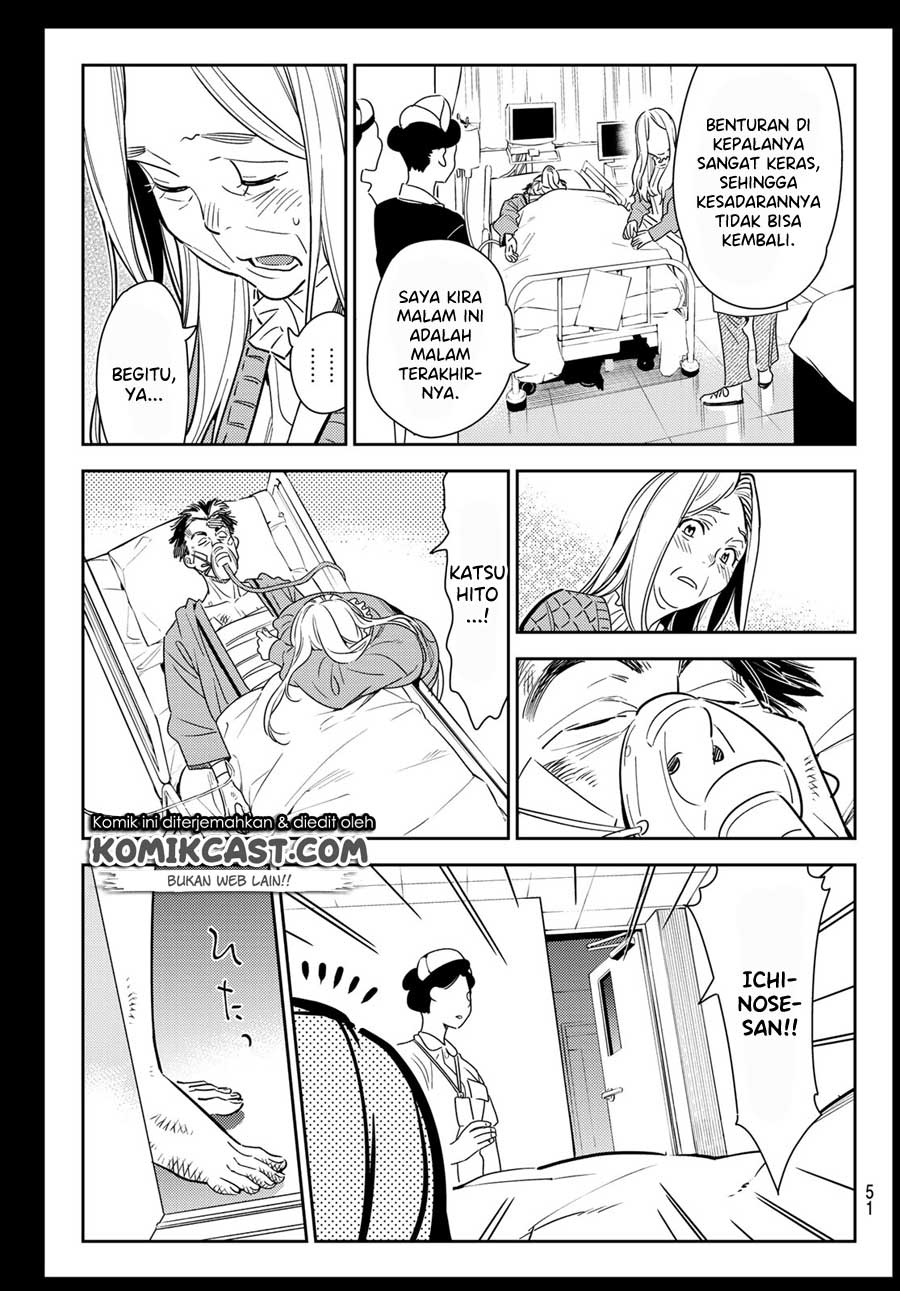 BENTURAN DI
KEPALANYA
SANGAT KERAS,
SEHINGGA
KESADARANNYA
TIDAK BISA
KEMBALI.
SAYA KIRA
MALAM INI
ADALAH
MALAM
TERAKHIR-
NYA.
......
BEGITU,
YA...
KATSU
HITO
...!
Komik ini diterjemahkan & diedit oleh
KOMIKCAST.COM
BUKAN WEB LAIN!!
ICHI-
NOSE-
SAN!!
ひたっ
51